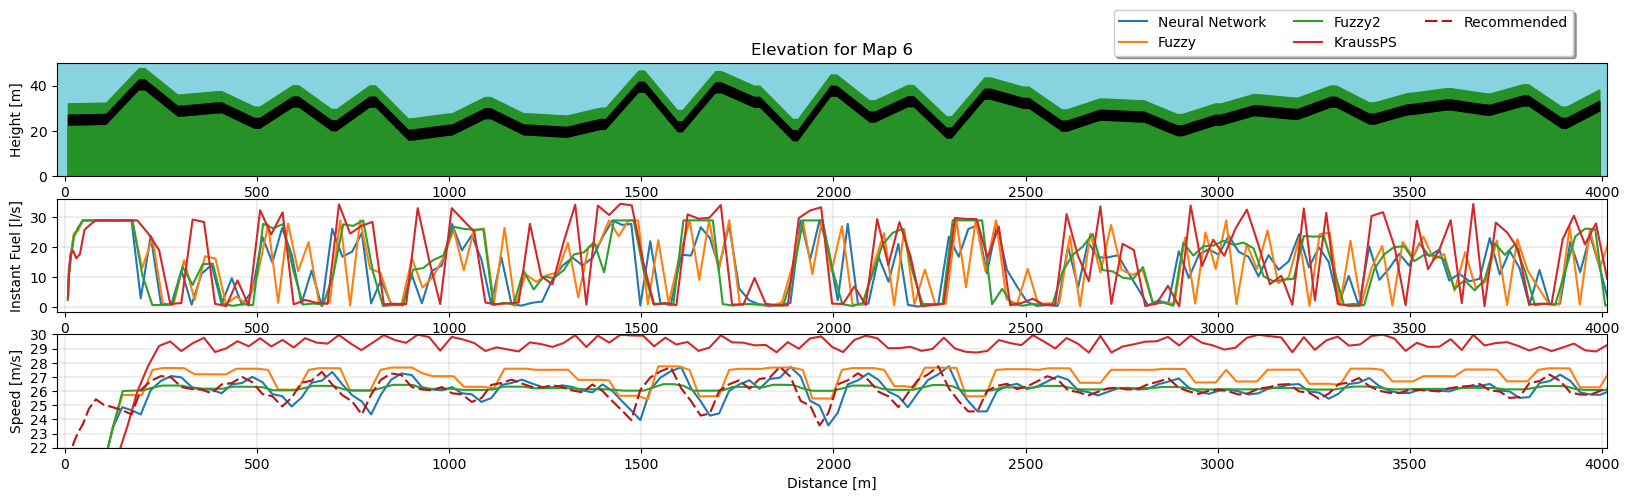 Neural Network
Fuzzy
Fuzzy2
KraussPS
Recommended
Elevation for Map 6
Height [m]
40
20
0
0 500 1000 1500 2000 2500 3000 3500 4000
Instant Fuel [l/s]
30
20
10
0
0 500 1000 1500 2000 2500 3000 3500 4000
Speed [m/s]
30
29
28
27
26
25
24
23
22
0 500 1000 1500 2000 2500 3000 3500 4000
Distance [m]